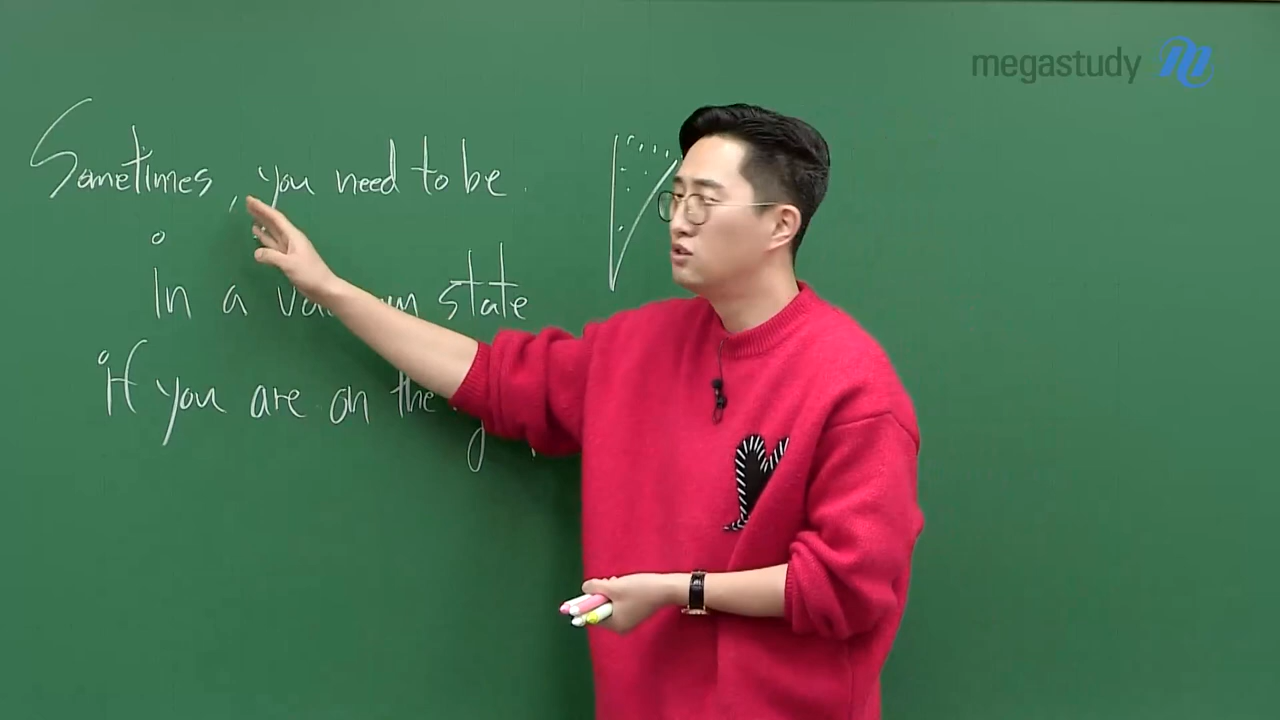 megastudy
Sometimes, you need to be
in a state
if you are on the